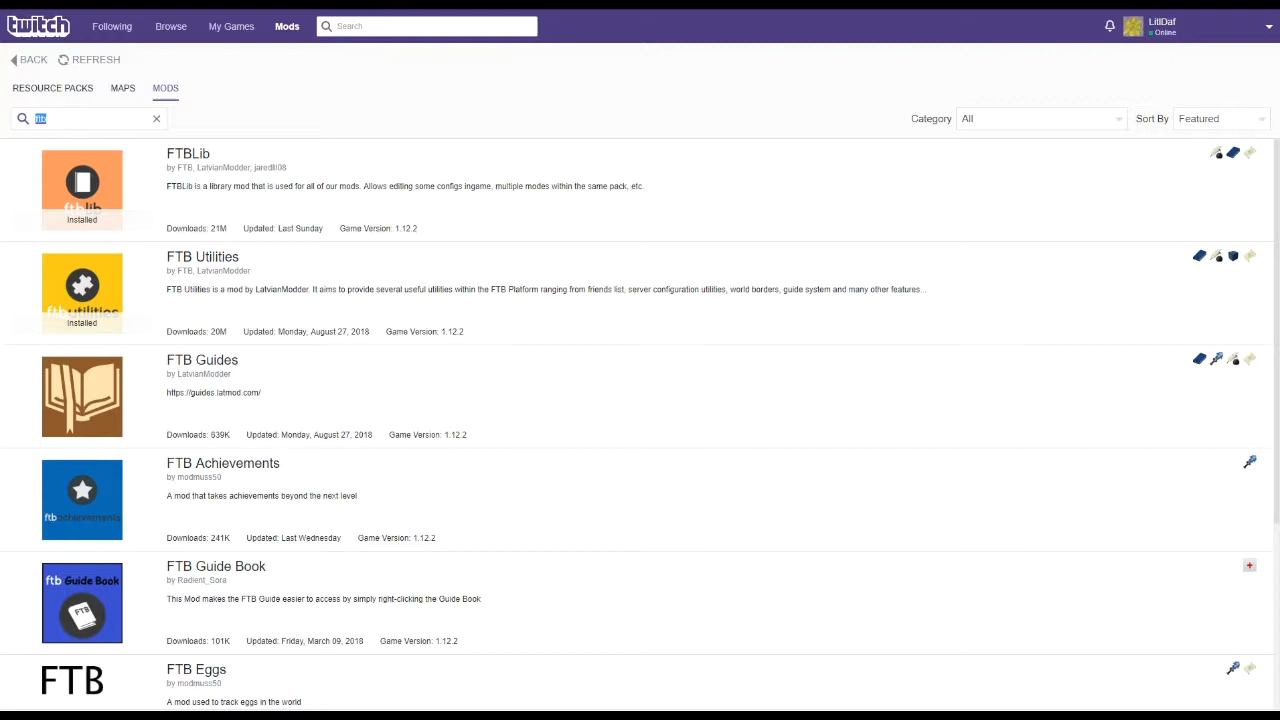 twitch Following Browse My Games Mods Search LitlDaf
Online
BACK REFRESH
RESOURCE PACKS MAPS MODS
ftb Category All Sort By Featured
FTBLib
by FTB, LatvianModder, jaredlll08
FTBLib is a library mod that is used for all of our mods. Allows editing some configs ingame, multiple modes within the same pack, etc.
ftb lib
Installed
Downloads: 21M Updated: Last Sunday Game Version: 1.12.2
FTB Utilities
by FTB, LatvianModder
FTB Utilities is a mod by LatvianModder. It aims to provide several useful utilities within the FTB Platform ranging from friends list, server configuration utilities, world borders, guide system and many other features...
ftb utilities
Installed
Downloads: 20M Updated: Monday, August 27, 2018 Game Version: 1.12.2
FTB Guides
by LatvianModder
https://guides.latmod.com/
Downloads: 639K Updated: Monday, August 27, 2018 Game Version: 1.12.2
FTB Achievements
by modmuss50
A mod that takes achievements beyond the next level
ftbachievements
Downloads: 241K Updated: Last Wednesday Game Version: 1.12.2
FTB Guide Book
by Radient_Sora
ftb Guide Book
This Mod makes the FTB Guide easier to access by simply right-clicking the Guide Book
FTB
Downloads: 101K Updated: Friday, March 09, 2018 Game Version: 1.12.2
FTB Eggs
FTB
by modmuss50
A mod used to track eggs in the world